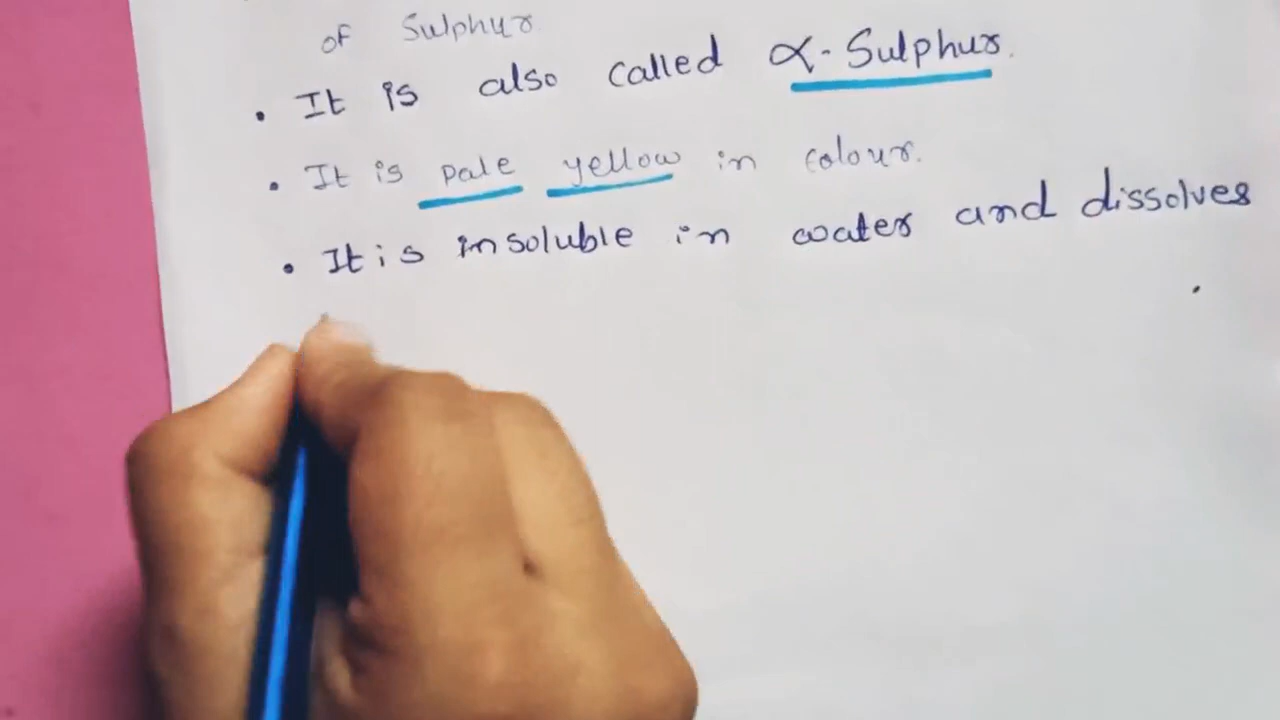 of Sulphur
• It is also called α-Sulphur.
• It is pale yellow in colour.
• It is insoluble in water and dissolves